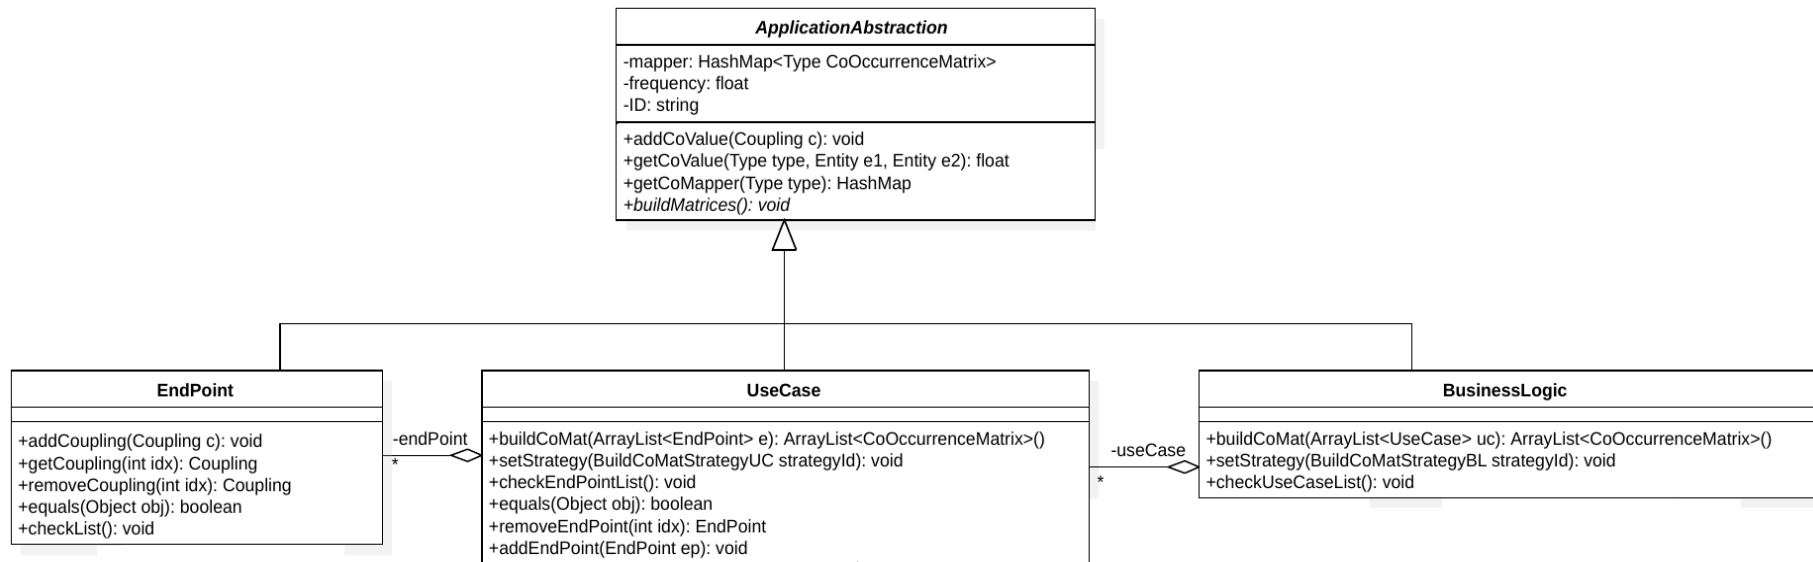 ApplicationAbstraction
-mapper: HashMap<Type CoOccurrenceMatrix>
-frequency: float
-ID: string
+addCoValue(Coupling c): void
+getCoValue(Type type, Entity e1, Entity e2): float
+getCoMapper(Type type): HashMap
+buildMatrices(): void
EndPoint
+addCoupling(Coupling c): void
+getCoupling(int idx): Coupling
+removeCoupling(int idx): Coupling
+equals(Object obj): boolean
+checkList(): void
-endPoint
*
UseCase
+buildCoMat(ArrayList<EndPoint> e): ArrayList<CoOccurrenceMatrix>()
+setStrategy(BuildCoMatStrategyUC strategyId): void
+checkEndPointList(): void
+equals(Object obj): boolean
+removeEndPoint(int idx): EndPoint
+addEndPoint(EndPoint ep): void
-useCase
*
BusinessLogic
+buildCoMat(ArrayList<UseCase> uc): ArrayList<CoOccurrenceMatrix>()
+setStrategy(BuildCoMatStrategyBL strategyId): void
+checkUseCaseList(): void